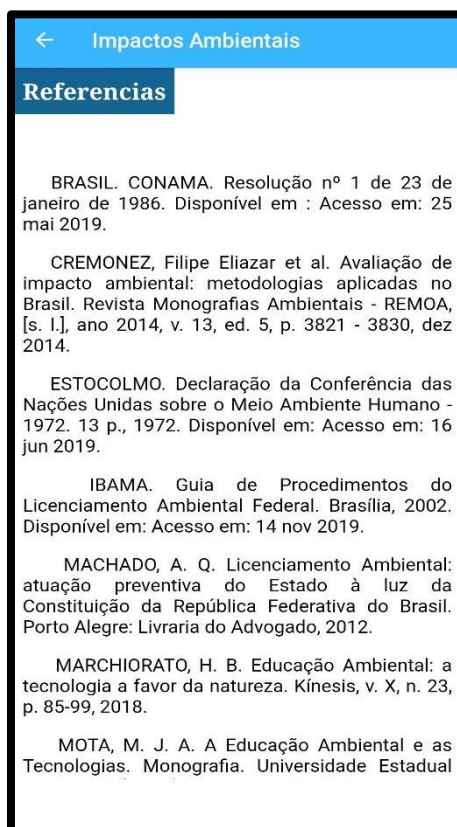 Impactos Ambientais
Referencias
BRASIL. CONAMA. Resolução nº 1 de 23 de
janeiro de 1986. Disponível em : Acesso em: 25
mai 2019.
CREMONEZ, Filipe Eliazar et al. Avaliação de
impacto ambiental: metodologias aplicadas no
Brasil. Revista Monografias Ambientais - REMOA,
[s. l.], ano 2014, v. 13, ed. 5, p. 3821 - 3830, dez
2014.
ESTOCOLMO. Declaração da Conferência das
Nações Unidas sobre o Meio Ambiente Humano -
1972. 13 p., 1972. Disponível em: Acesso em: 16
jun 2019.
IBAMA. Guia de Procedimentos do
Licenciamento Ambiental Federal. Brasília, 2002.
Disponível em: Acesso em: 14 nov 2019.
MACHADO, A. Q. Licenciamento Ambiental:
atuação preventiva do Estado à luz da
Constituição da República Federativa do Brasil.
Porto Alegre: Livraria do Advogado, 2012.
MARCHIORATO, H. B. Educação Ambiental: a
tecnologia a favor da natureza. Kínesis, v. X, n. 23,
p. 85-99, 2018.
MOTA, M. J. A. A Educação Ambiental e as
Tecnologias. Monografia. Universidade Estadual